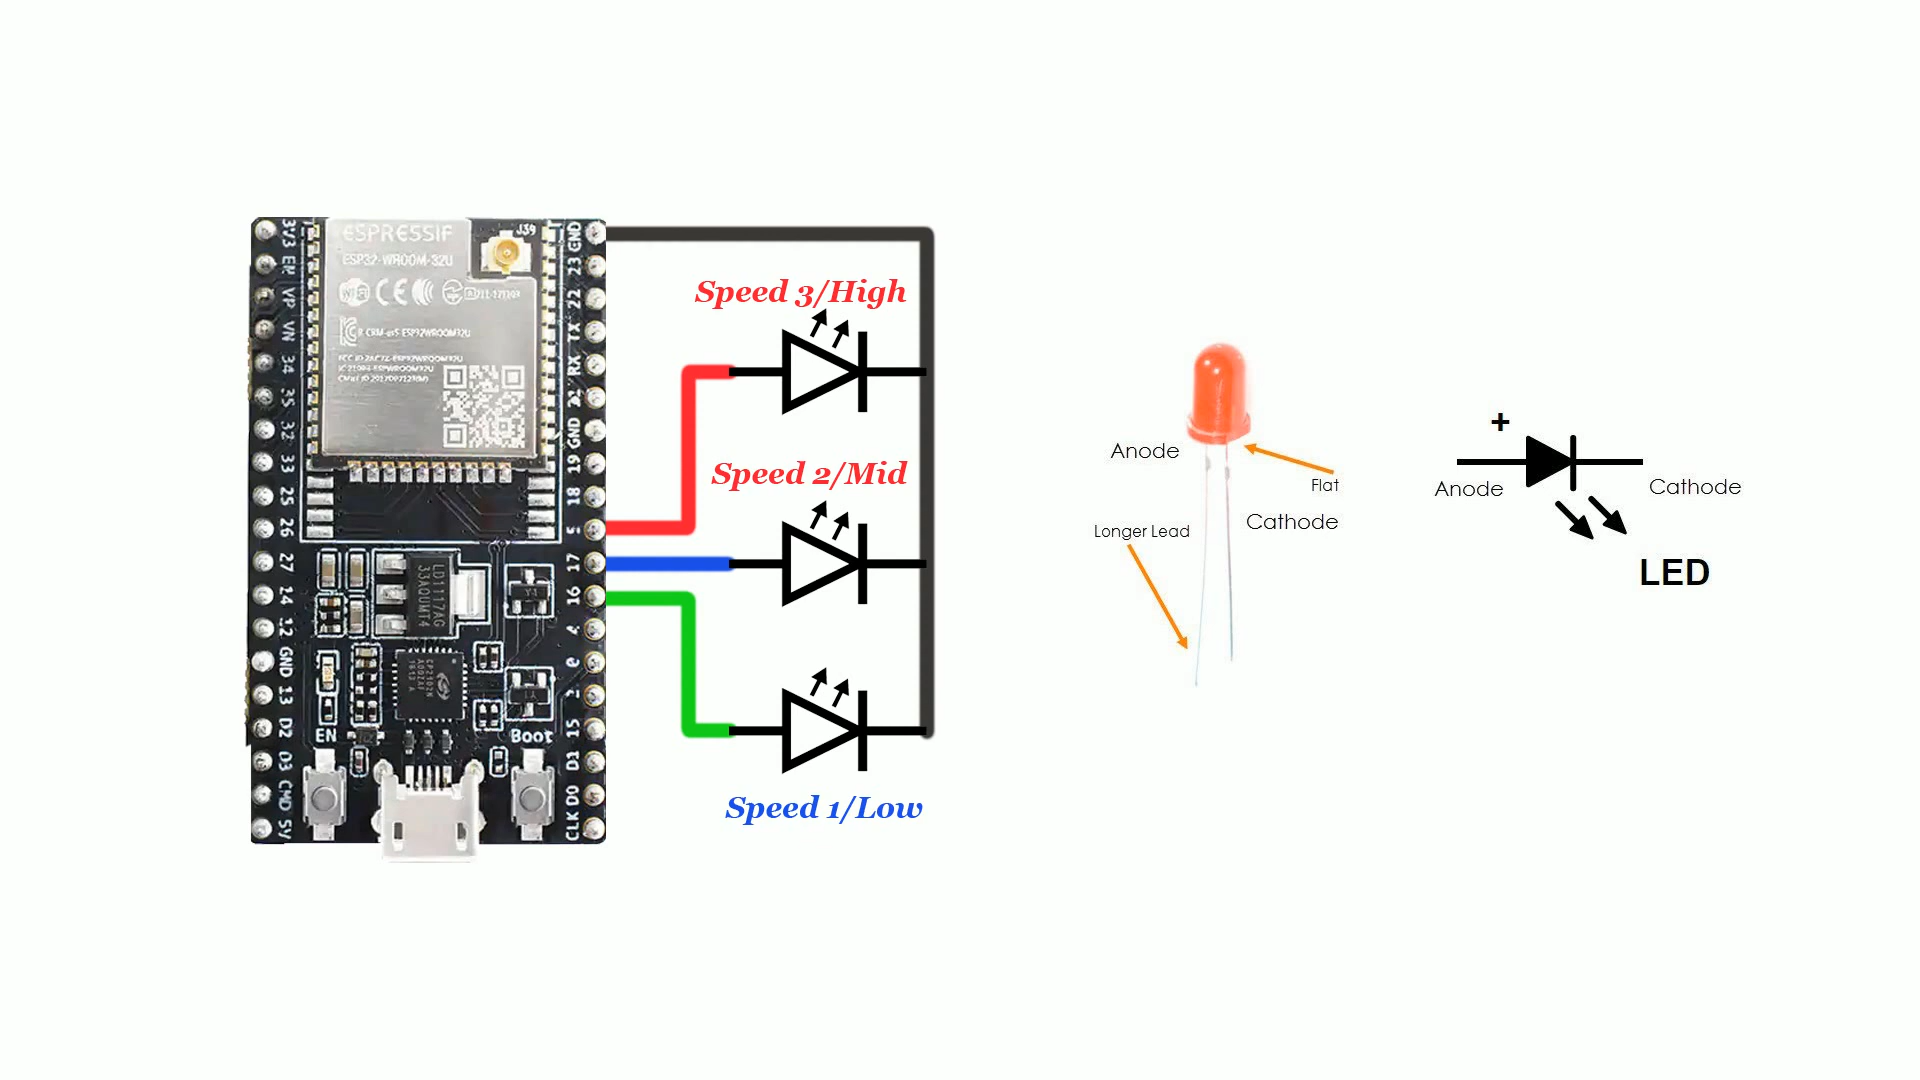 3V3
EN
VP
VN
34
35
32
33
25
26
27
14
12
GND
13
D2
D3
CMD
5V
ESPRESSIF
ESP32-WROOM-32U
J39
LD1117AG
33AQUMT4
EN
Boot
GND
23
22
TX
RX
21
GND
19
18
5
17
16
4
15
D1
D0
CLK
Speed 3/High
Speed 2/Mid
Speed 1/Low
Anode
Flat
Cathode
Longer Lead
+
Anode
Cathode
LED